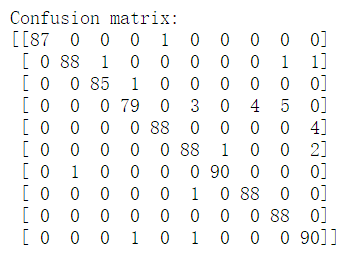 Confusion matrix:
[[87 0 0 0 1 0 0 0 0 0]
[ 0 88 1 0 0 0 0 0 1 1]
[ 0 0 85 1 0 0 0 0 0 0]
[ 0 0 0 79 0 3 0 4 5 0]
[ 0 0 0 0 88 0 0 0 0 4]
[ 0 0 0 0 0 88 1 0 0 2]
[ 0 1 0 0 0 0 90 0 0 0]
[ 0 0 0 0 0 1 0 88 0 0]
[ 0 0 0 0 0 0 0 0 88 0]
[ 0 0 0 1 0 1 0 0 0 90]]